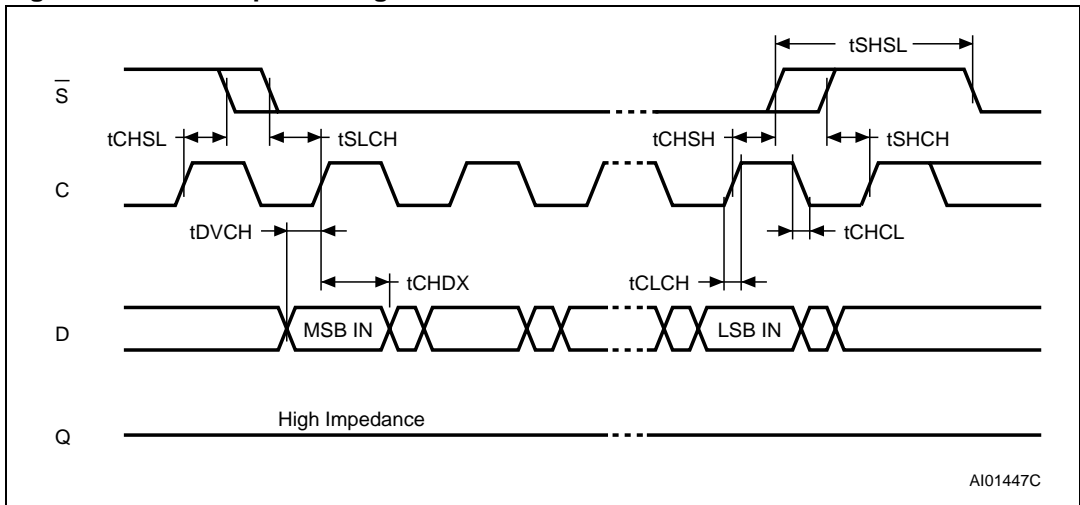 tSHSL
S
tCHSL
tSLCH
tCHSH
tSHCH
C
tDVCH
tCHCL
tCHDX
tCLCH
D
MSB IN
LSB IN
High Impedance
Q
AI01447C